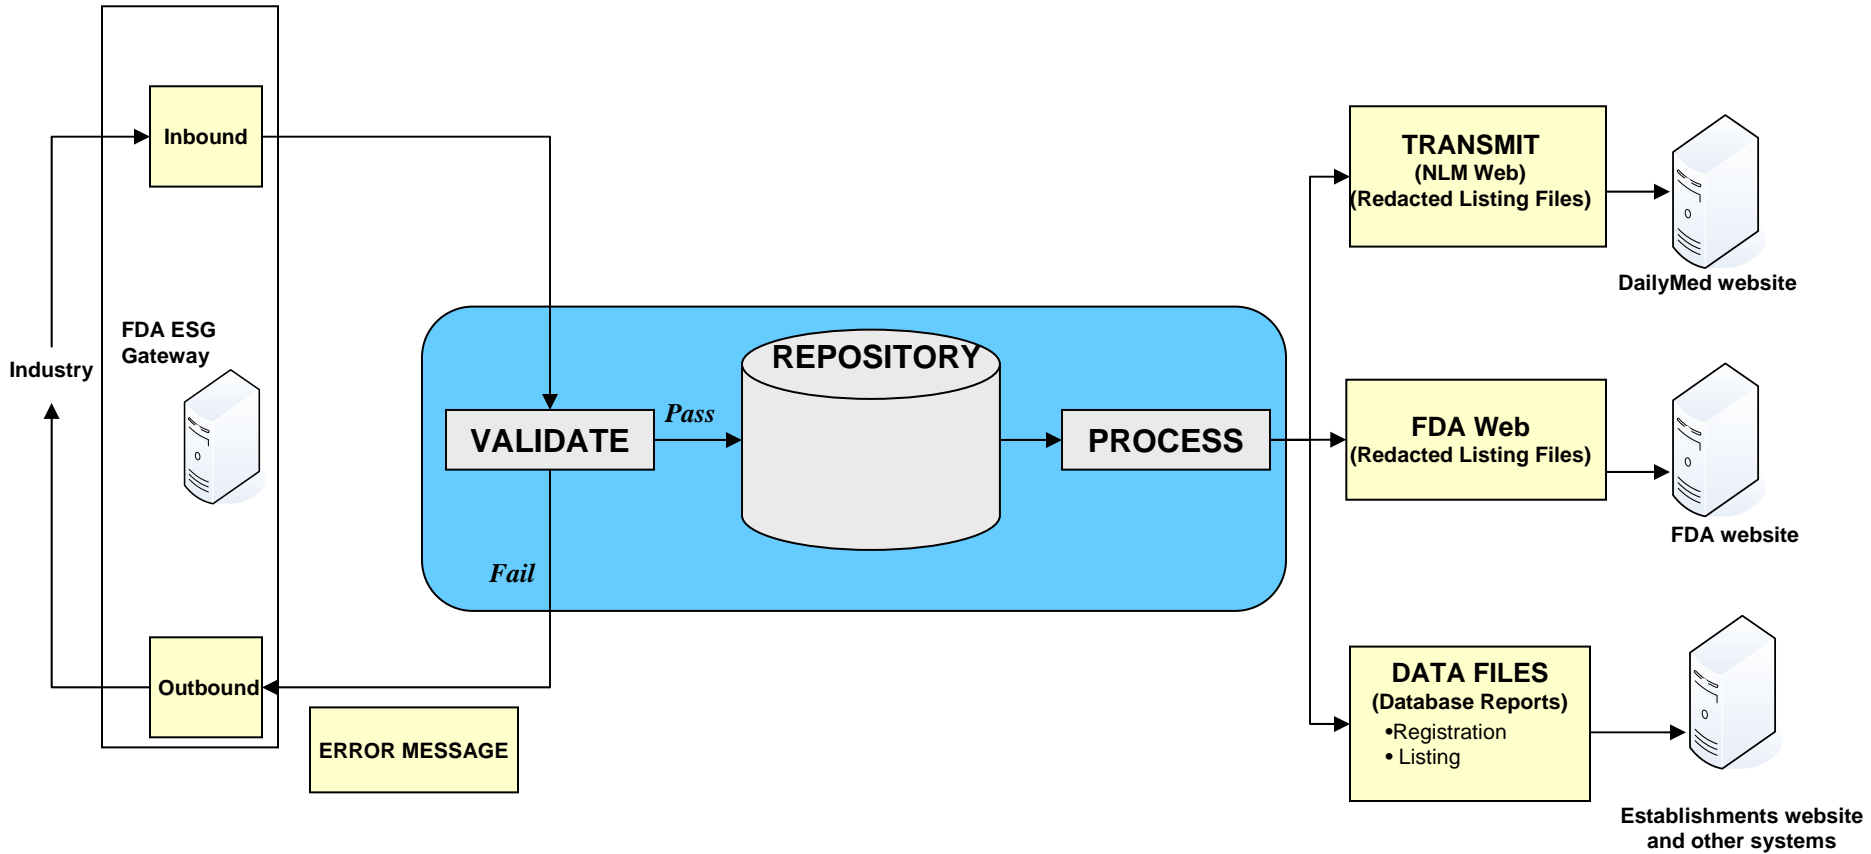 Inbound
FDA ESG
Gateway
Industry
Outbound
ERROR MESSAGE
VALIDATE
Pass
Fail
REPOSITORY
PROCESS
TRANSMIT
(NLM Web)
(Redacted Listing Files)
DailyMed website
FDA Web
(Redacted Listing Files)
FDA website
DATA FILES
(Database Reports)
•Registration
• Listing
Establishments website
and other systems